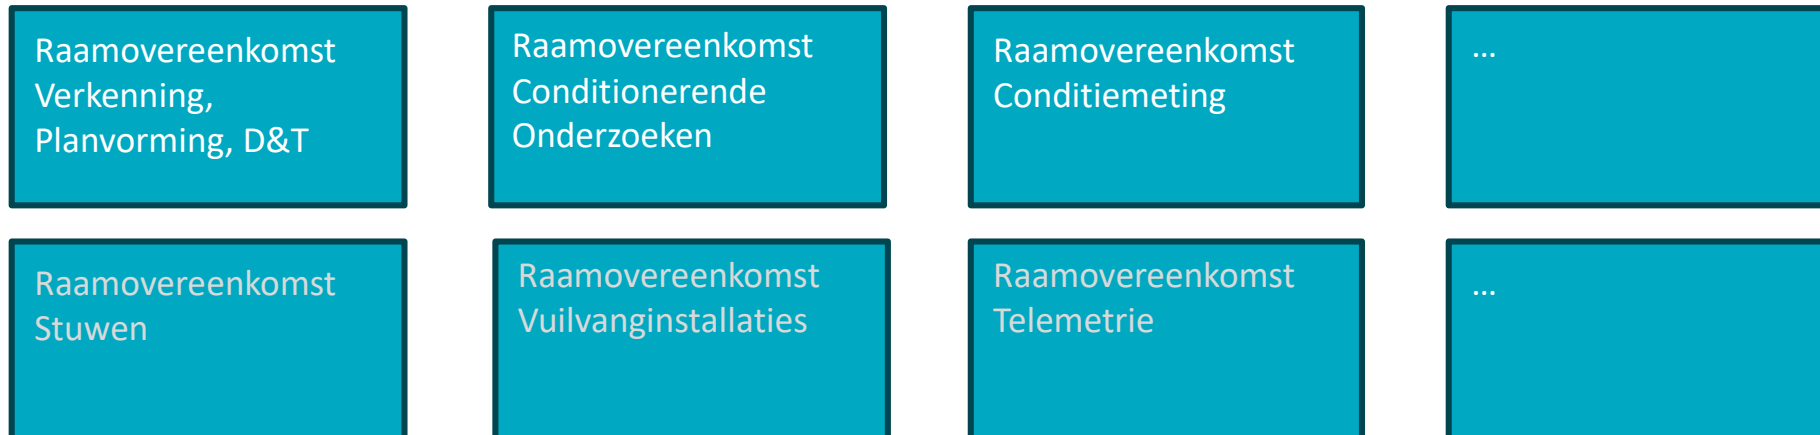 Raamovereenkomst
Verkenning,
Planvorming, D&T
Raamovereenkomst
Conditionerende
Onderzoeken
Raamovereenkomst
Conditiemeting
...
Raamovereenkomst
Stuwen
Raamovereenkomst
Vuilvanginstallaties
Raamovereenkomst
Telemetrie
...